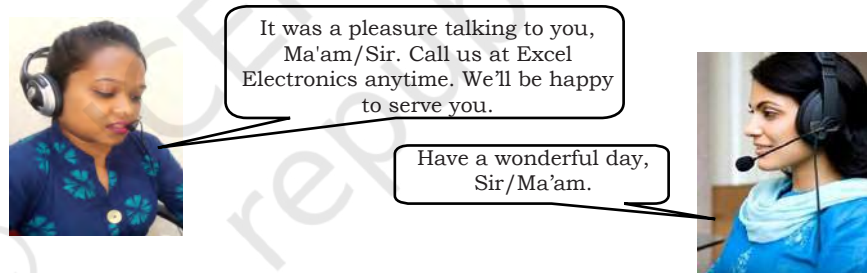 It was a pleasure talking to you,
Ma'am/Sir. Call us at Excel
Electronics anytime. We’ll be happy
to serve you.
Have a wonderful day,
Sir/Ma’am.